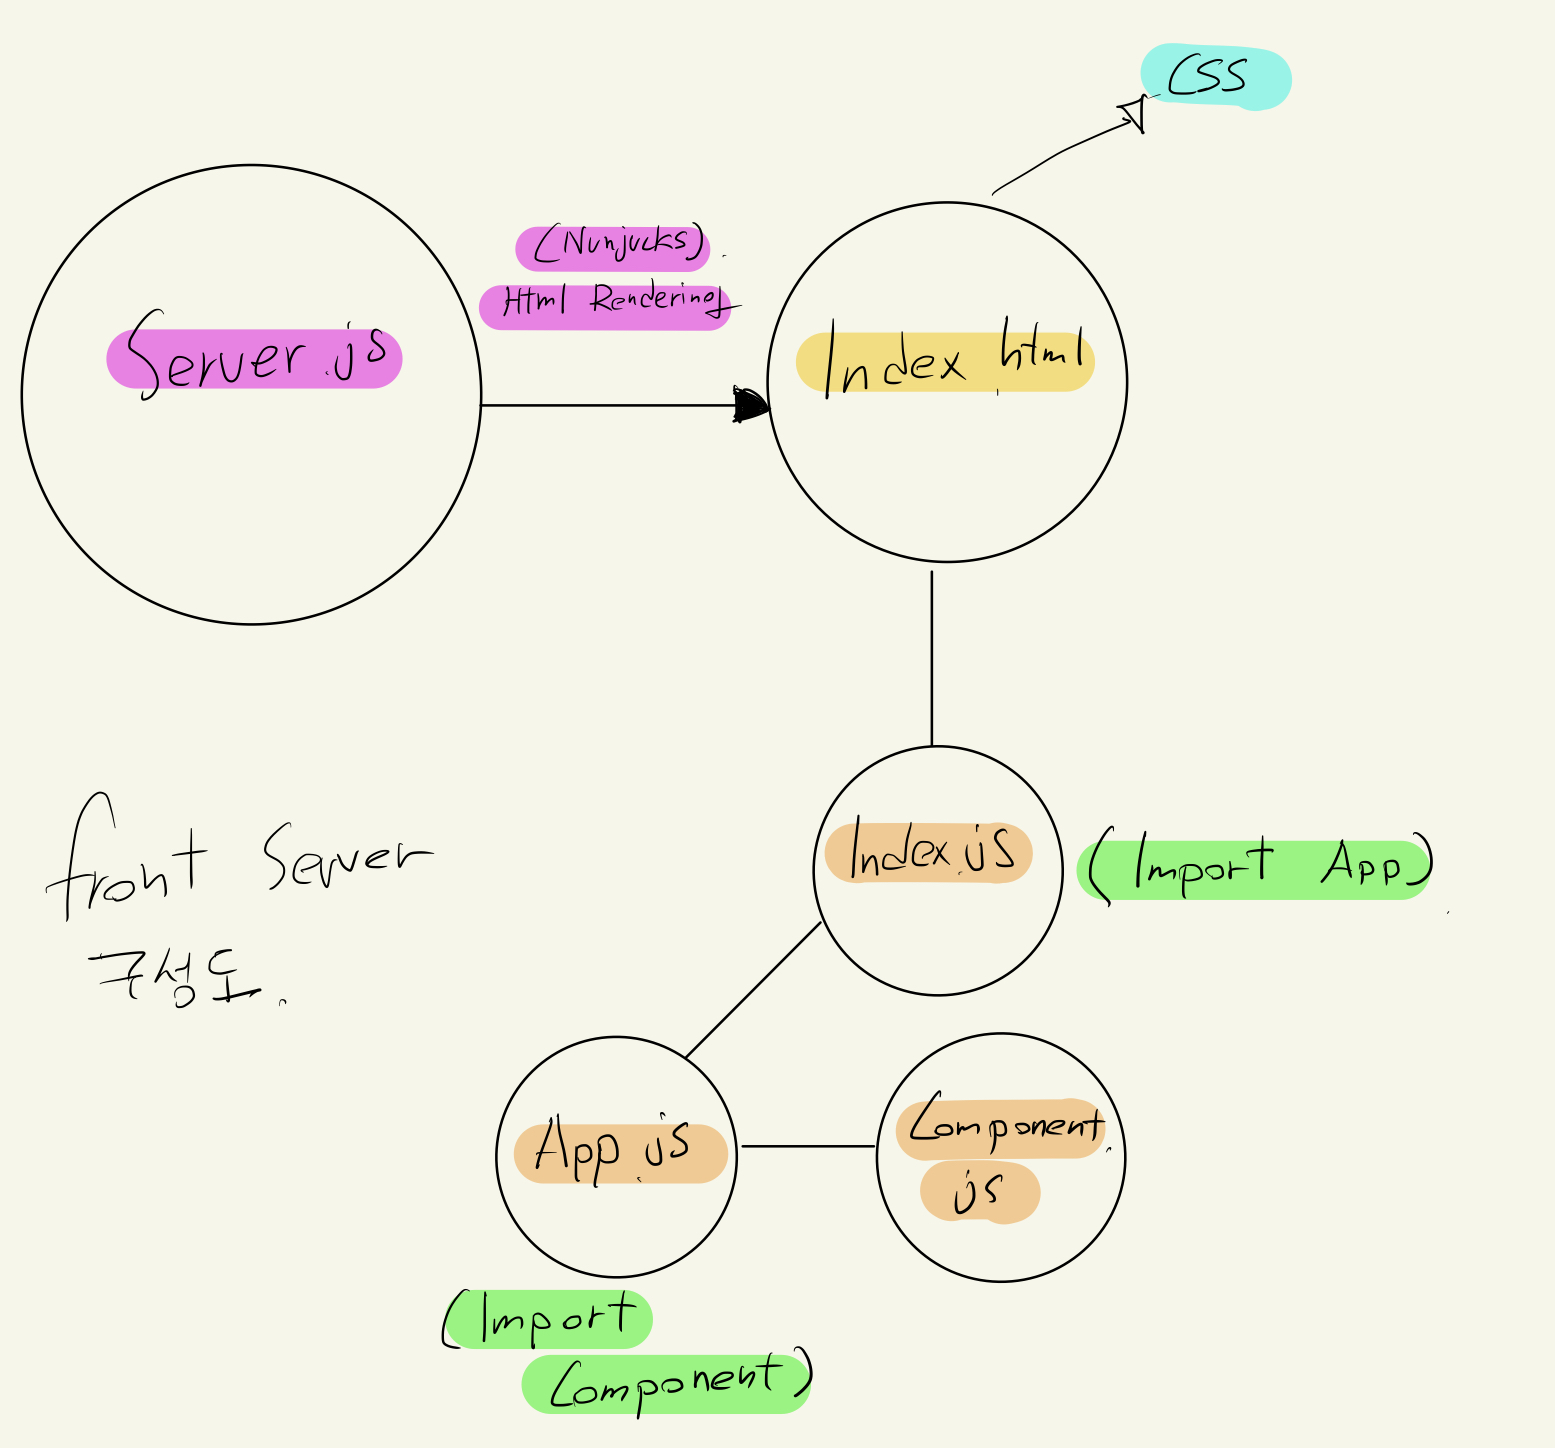 CSS
(Nunjucks).
Html Rendering
Server.js
Index.html
Index.js
(Import App).
front Server
구성도.
App.js
Component.
js
(Import
Component)